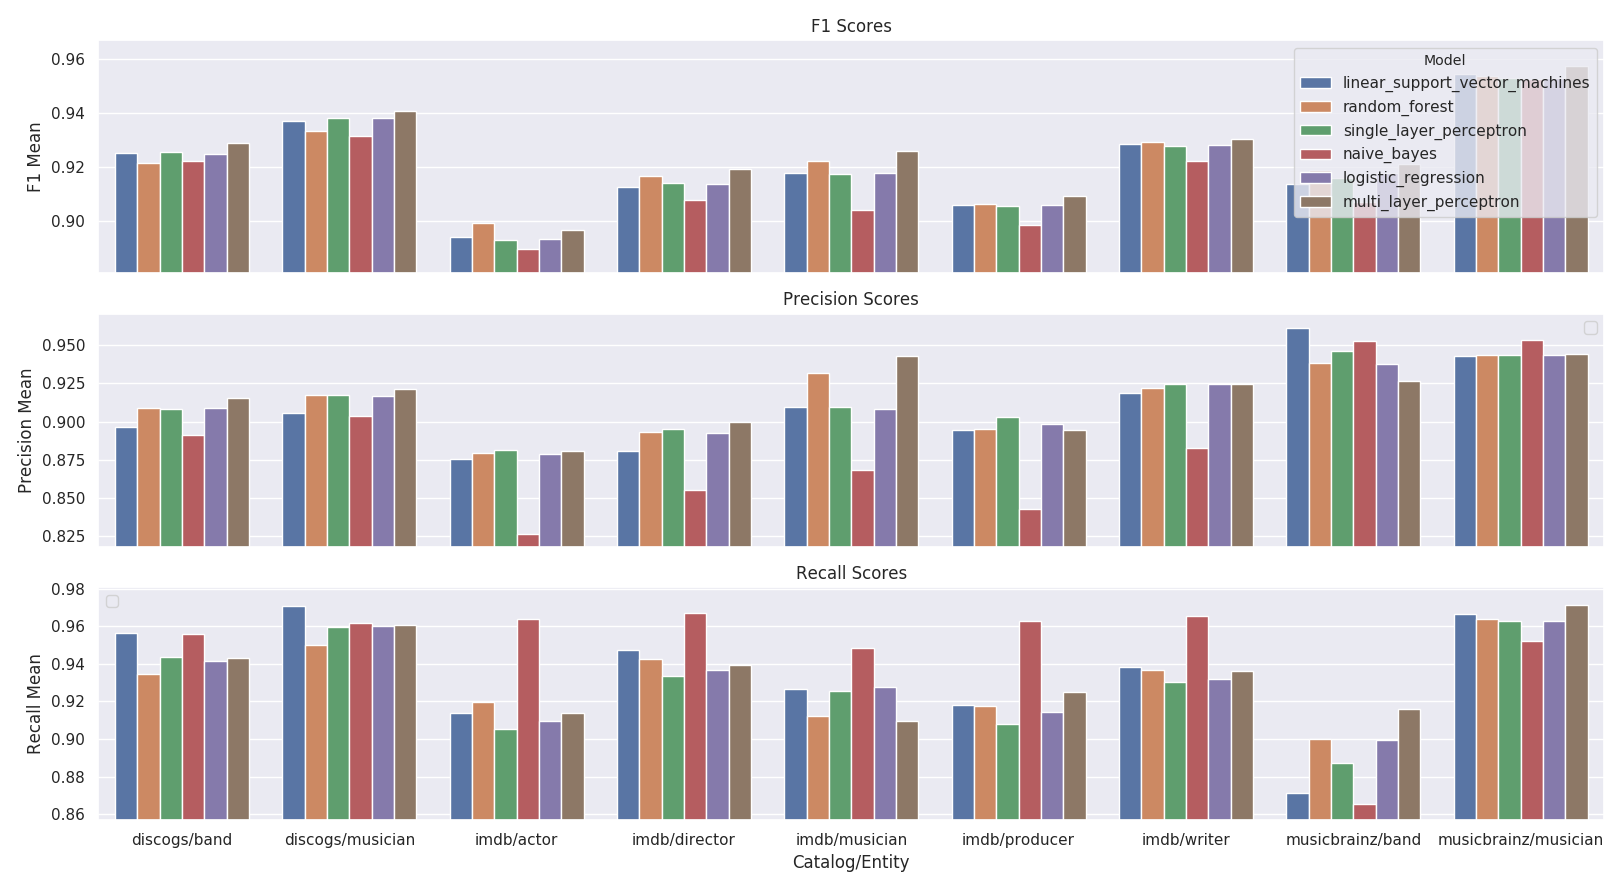 F1 Scores
0.96
0.94
0.92
0.90
F1 Mean
Model
linear_support_vector_machines
random_forest
single_layer_perceptron
naive_bayes
logistic_regression
multi_layer_perceptron
Precision Scores
0.950
0.925
0.900
0.875
0.850
0.825
Precision Mean
Recall Scores
0.98
0.96
0.94
0.92
0.90
0.88
0.86
Recall Mean
discogs/band discogs/musician imdb/actor imdb/director imdb/musician imdb/producer imdb/writer musicbrainz/band musicbrainz/musician
Catalog/Entity